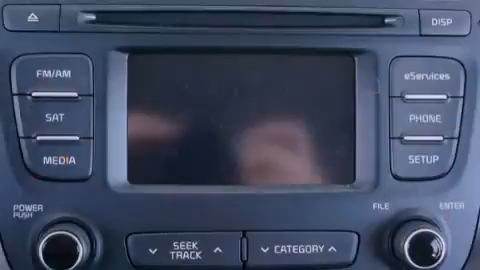 DISP
FM/AM
eServices
SAT
PHONE
MEDIA
SETUP
POWER
PUSH
FILE
ENTER
SEEK
TRACK
CATEGORY